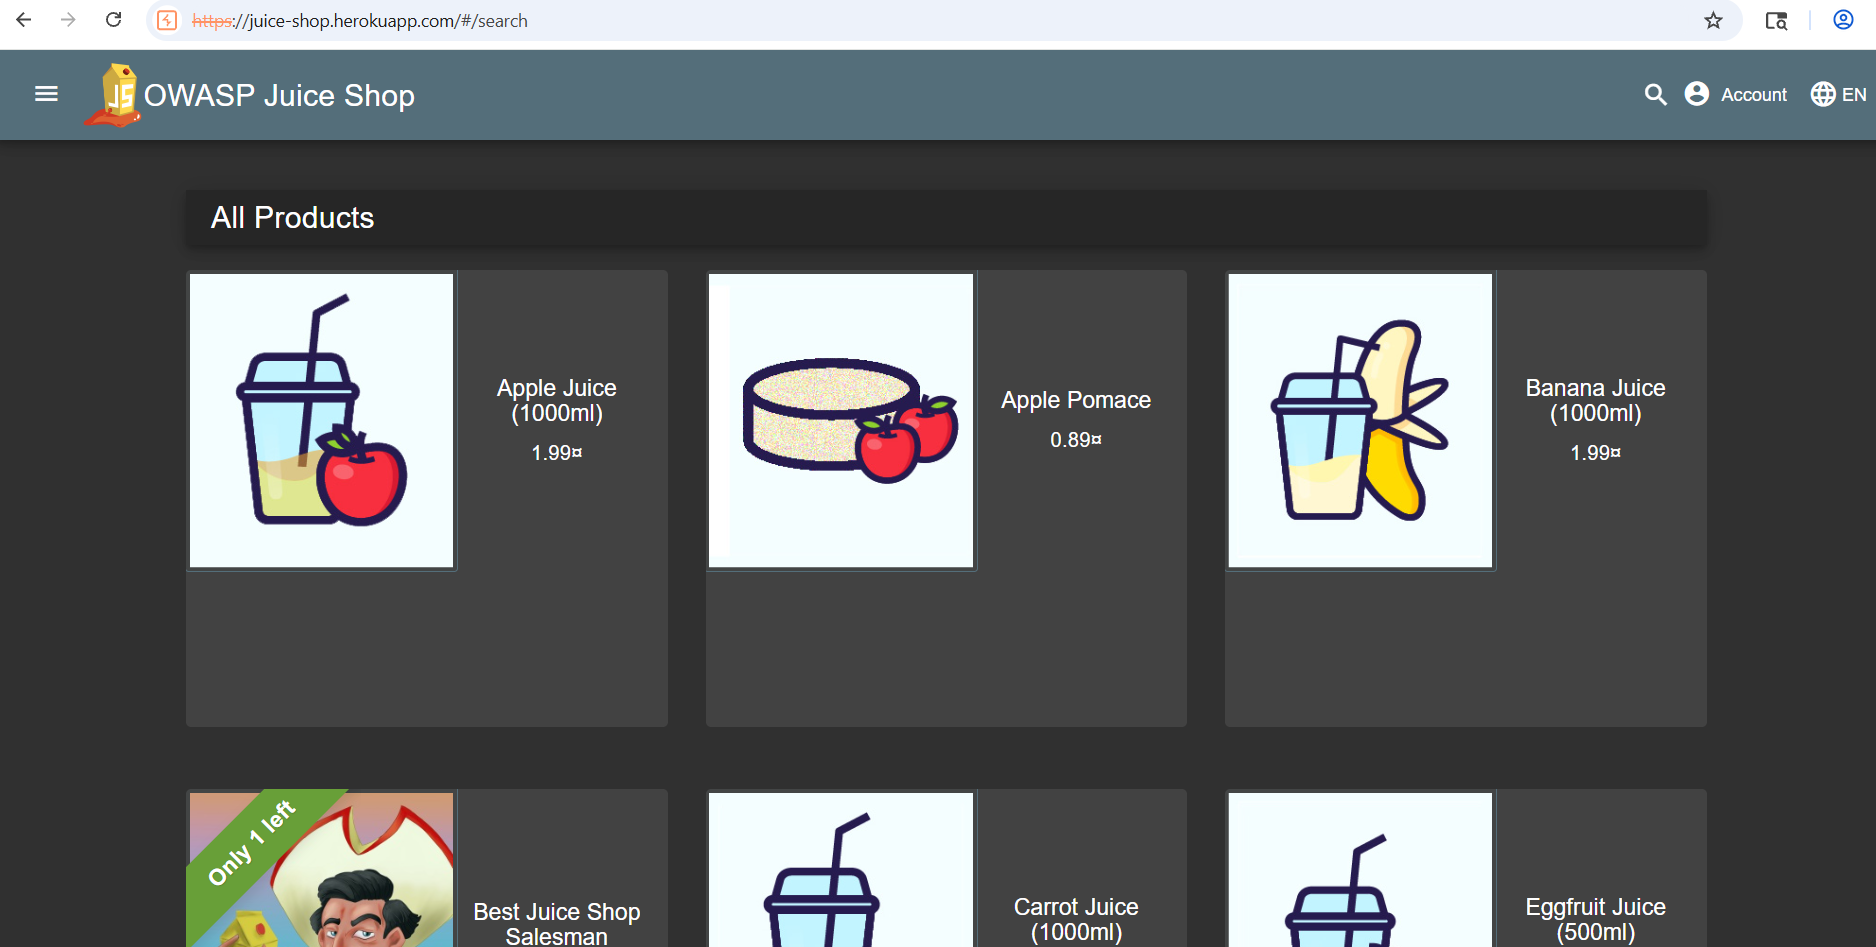 https://juice-shop.herokuapp.com/#/search
JS
OWASP Juice Shop
Account
EN
All Products
Apple Juice
(1000ml)
1.99¤
Apple Pomace
0.89¤
Banana Juice
(1000ml)
1.99¤
Only 1 left
Best Juice Shop
Salesman
Carrot Juice
(1000ml)
Eggfruit Juice
(500ml)